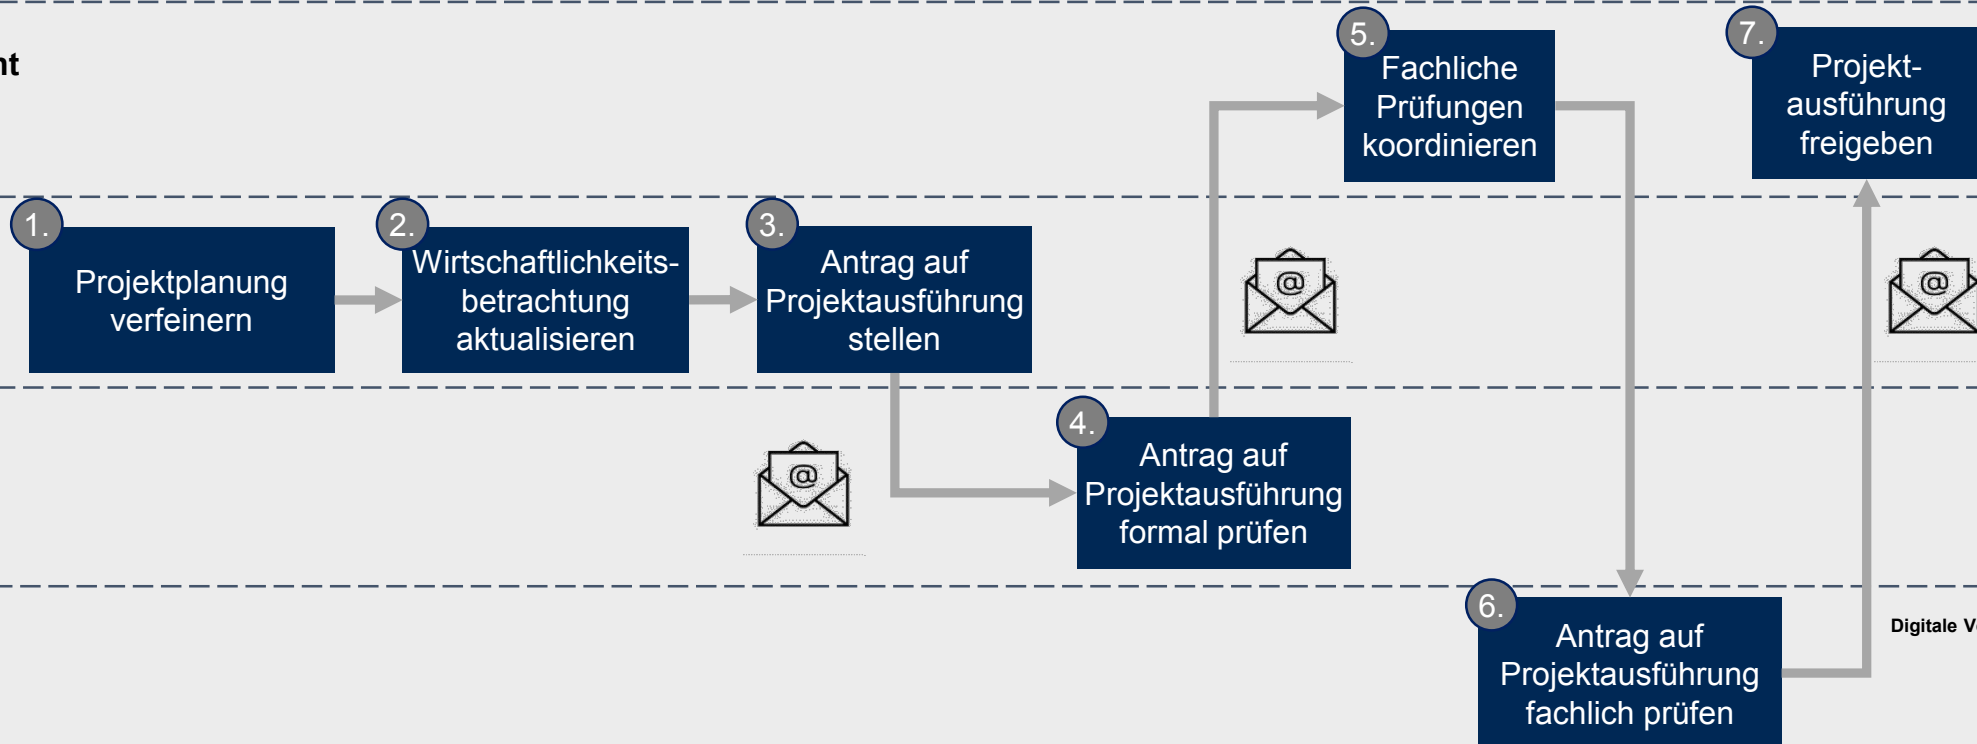 1.
Projektplanung
verfeinern
2.
Wirtschaftlichkeits-
betrachtung
aktualisieren
3.
Antrag auf
Projektausführung
stellen
@
4.
Antrag auf
Projektausführung
formal prüfen
@
5.
Fachliche
Prüfungen
koordinieren
6.
Antrag auf
Projektausführung
fachlich prüfen
7.
Projekt-
ausführung
freigeben
@
Digitale